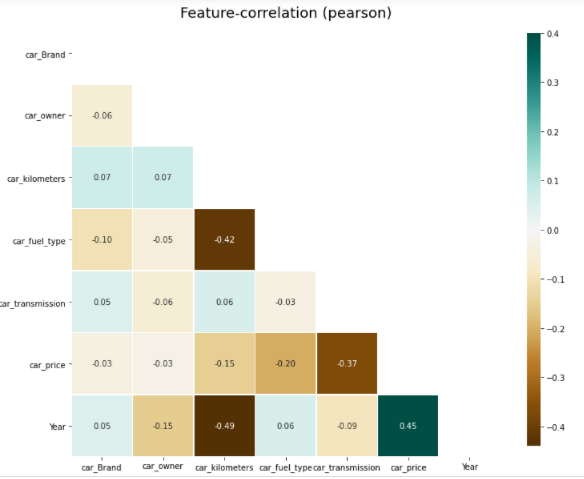 Feature-correlation (pearson)
car_Brand
car_owner -0.06
car_kilometers 0.07 0.07
car_fuel_type -0.10 -0.05 -0.42
car_transmission 0.05 -0.06 0.06 -0.03
car_price -0.03 -0.03 -0.15 -0.20 -0.37
Year 0.05 -0.15 -0.49 0.06 -0.09 0.45
car_Brand car_owner car_kilometers car_fuel_type car_transmission car_price Year
0.4
0.3
0.2
0.1
0.0
−0.1
−0.2
−0.3
−0.4